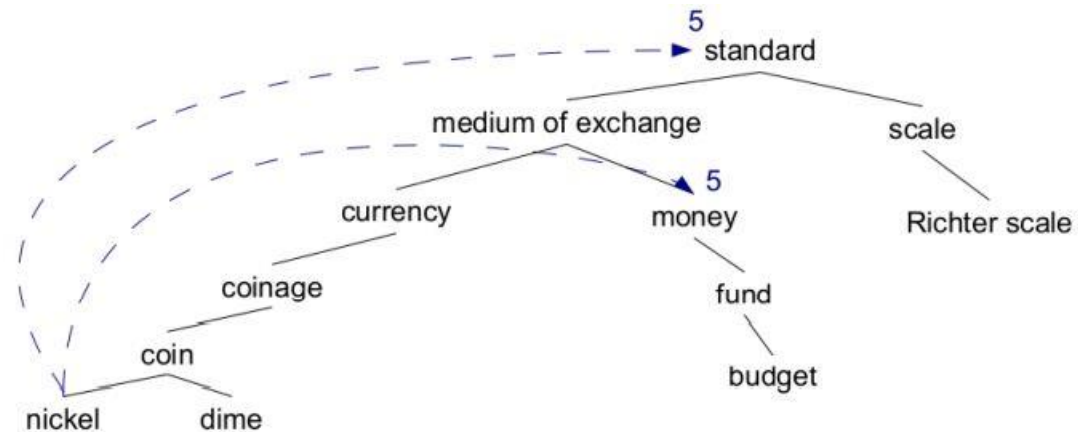 5
standard
medium of exchange
scale
5
currency
money
Richter scale
coinage
fund
coin
budget
nickel
dime